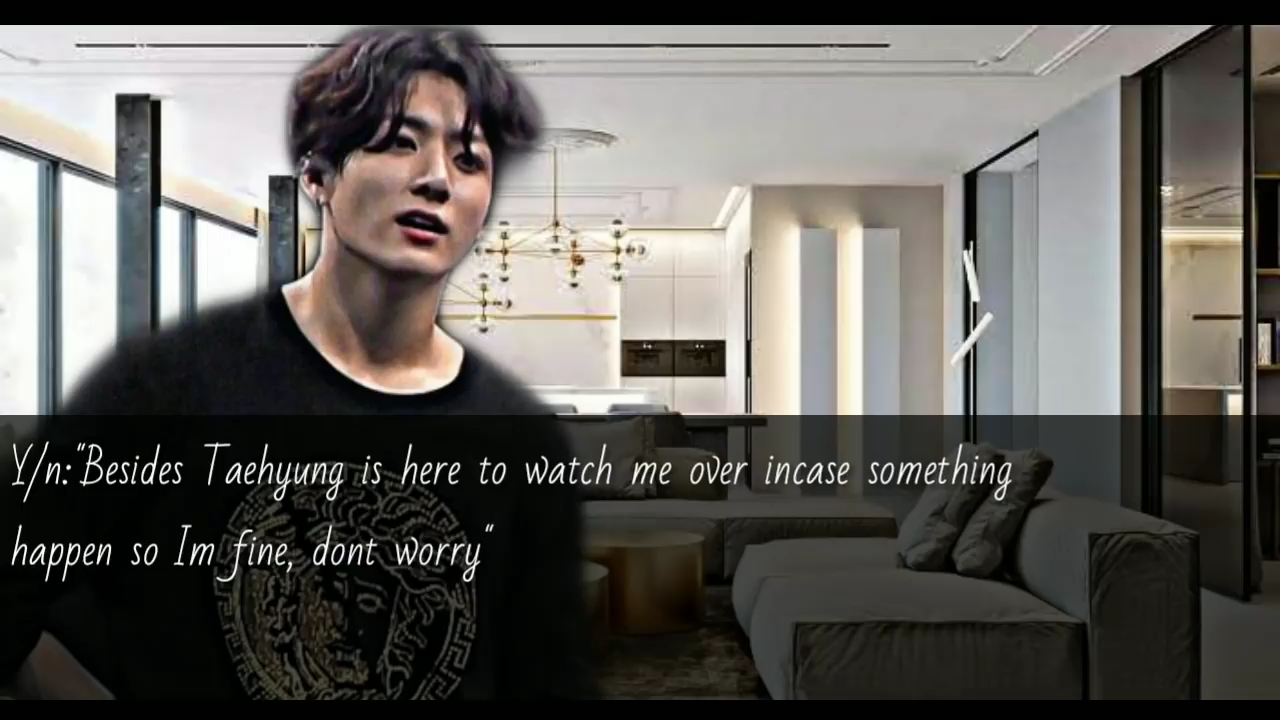 Y/n:"Besides Taehyung is here to watch me over incase something
happen so Im fine, dont worry"